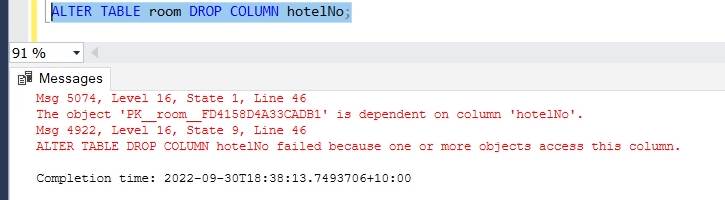 ALTER TABLE room DROP COLUMN hotelNo;
91 %
Messages
Msg 5074, Level 16, State 1, Line 46
The object 'PK__room__FD4158D4A33CADB1' is dependent on column 'hotelNo'.
Msg 4922, Level 16, State 9, Line 46
ALTER TABLE DROP COLUMN hotelNo failed because one or more objects access this column.
Completion time: 2022-09-30T18:38:13.7493706+10:00